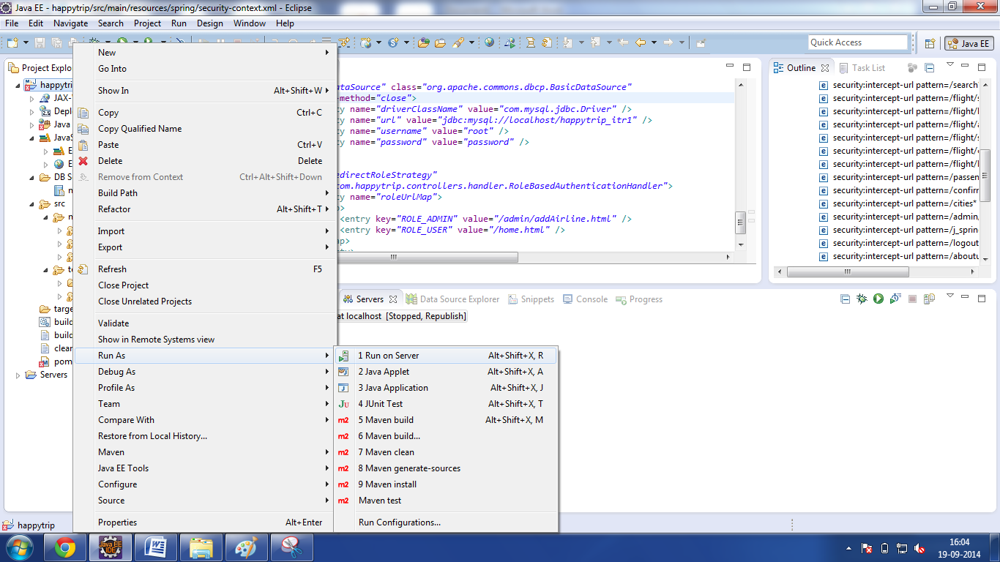 Java EE - happytrip/src/main/resources/spring/security-context.xml - Eclipse
File Edit Navigate Search Project Run Design Window Help
Quick Access
Java EE
Project Explo
happytri
JAX-
Depl
Java
JavaS
E
E
DB S
src
targe
build
build
clear
pom
Servers
New
Go Into
Show In Alt+Shift+W
Copy Ctrl+C
Copy Qualified Name
Paste Ctrl+V
Delete Delete
Remove from Context Ctrl+Alt+Shift+Down
Build Path
Refactor Alt+Shift+T
Import
Export
Refresh F5
Close Project
Close Unrelated Projects
Validate
Show in Remote Systems view
Run As
Debug As
Profile As
Team
Compare With
Restore from Local History...
Maven
Java EE Tools
Configure
Source
Properties Alt+Enter
1 Run on Server Alt+Shift+X, R
2 Java Applet Alt+Shift+X, A
3 Java Application Alt+Shift+X, J
4 JUnit Test Alt+Shift+X, T
5 Maven build Alt+Shift+X, M
6 Maven build...
7 Maven clean
8 Maven generate-sources
9 Maven install
Maven test
Run Configurations...
ataSource" class="org.apache.commons.dbcp.BasicDataSource"
-method="close">
ty name="driverClassName" value="com.mysql.jdbc.Driver" />
ty name="url" value="jdbc:mysql://localhost/happytrip_itr1" />
ty name="username" value="root" />
ty name="password" value="password" />
edirectRoleStrategy"
com.happytrip.controllers.handler.RoleBasedAuthenticationHandler">
ty name="roleUrlMap">
p>
<entry key="ROLE_ADMIN" value="/admin/addAirline.html" />
<entry key="ROLE_USER" value="/home.html" />
ap>
Servers Data Source Explorer Snippets Console Progress
at localhost [Stopped, Republish]
Outline Task List
security:intercept-url pattern=/search
security:intercept-url pattern=/flight/s
security:intercept-url pattern=/flight/l
security:intercept-url pattern=/flight/a
security:intercept-url pattern=/flight/s
security:intercept-url pattern=/flight/
security:intercept-url pattern=/flight/l
security:intercept-url pattern=/passen
security:intercept-url pattern=/confirr
security:intercept-url pattern=/cities*
security:intercept-url pattern=/admin,
security:intercept-url pattern=/j_sprin
security:intercept-url pattern=/logout
security:intercept-url pattern=/aboutu
happytrip
Java EE
IDE
16:04
19-09-2014